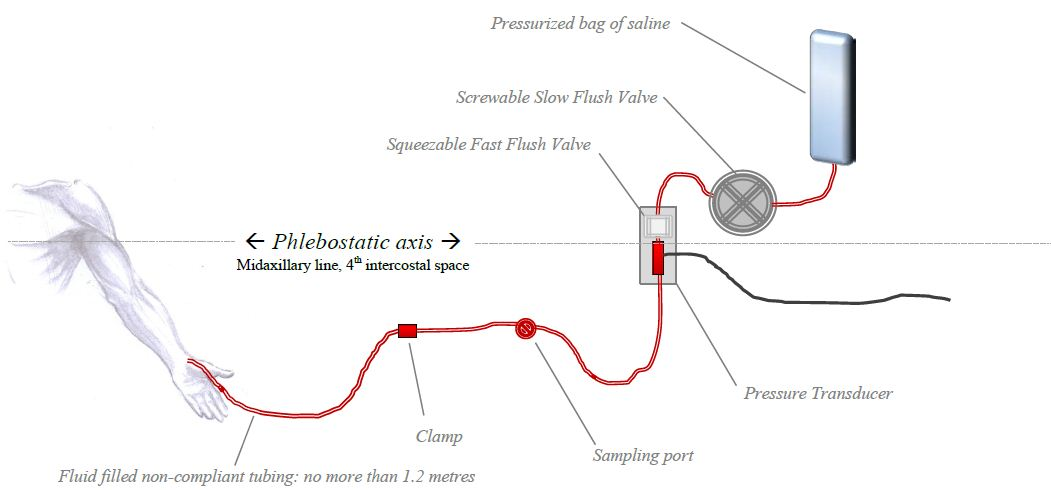 Pressurized bag of saline
Screwable Slow Flush Valve
Squeezable Fast Flush Valve
← Phlebostatic axis →
Midaxillary line, 4th intercostal space
Pressure Transducer
Clamp
Sampling port
Fluid filled non-compliant tubing: no more than 1.2 metres